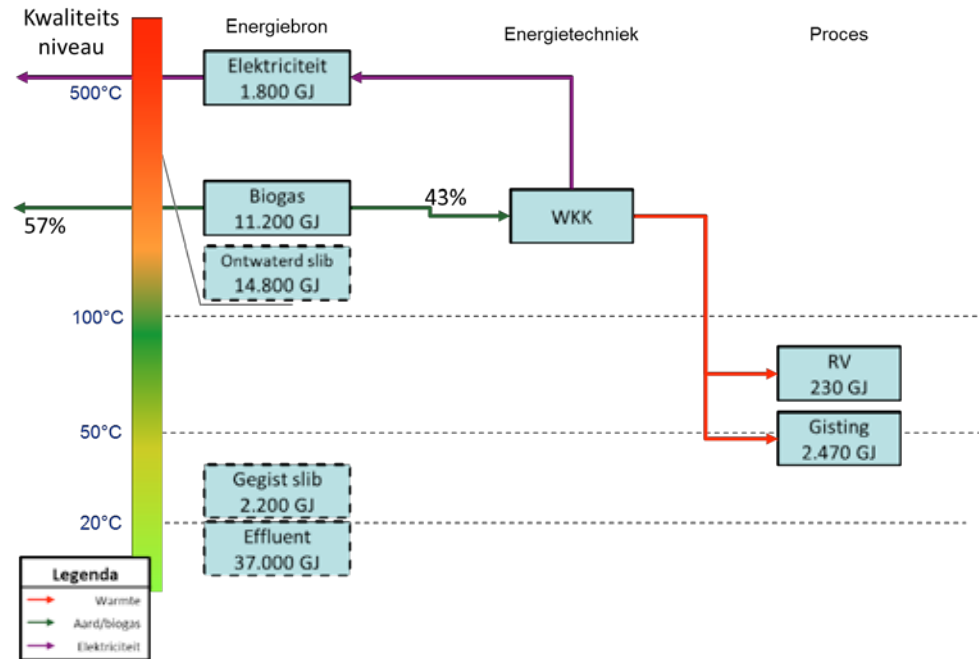 Kwaliteits
niveau
Energiebron
Energietechniek
Proces
Elektriciteit
1.800 GJ
500°C
Biogas
11.200 GJ
43%
57%
WKK
Ontwaterd slib
14.800 GJ
100°C
RV
230 GJ
50°C
Gisting
2.470 GJ
Gegist slib
2.200 GJ
20°C
Effluent
37.000 GJ
Legenda
Warmte
Aard/biogas
Elektriciteit